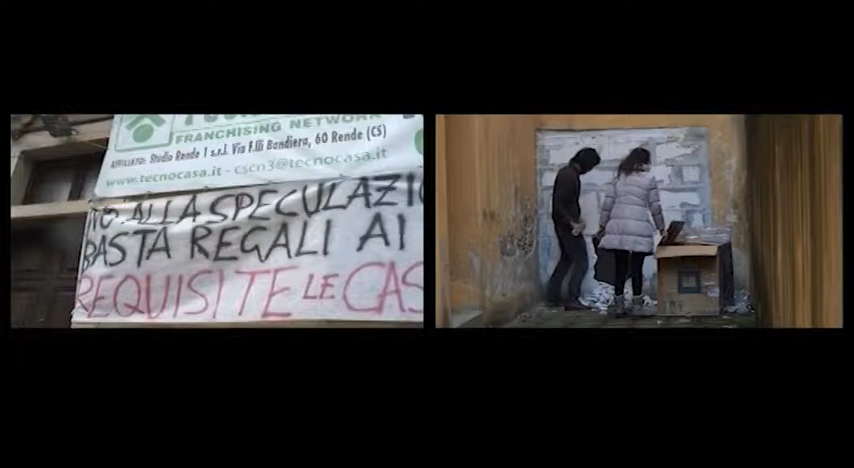 FRANCHISING NETWORK
AFFILIATO: Studio Rende 1 s.r.l. Via F.lli Bandiera, 60 Rende (CS)
www.tecnocasa.it - cscn3@tecnocasa.it
NO ALLA SPECULAZIO
BASTA REGALI AI
REQUISITE LE CAS